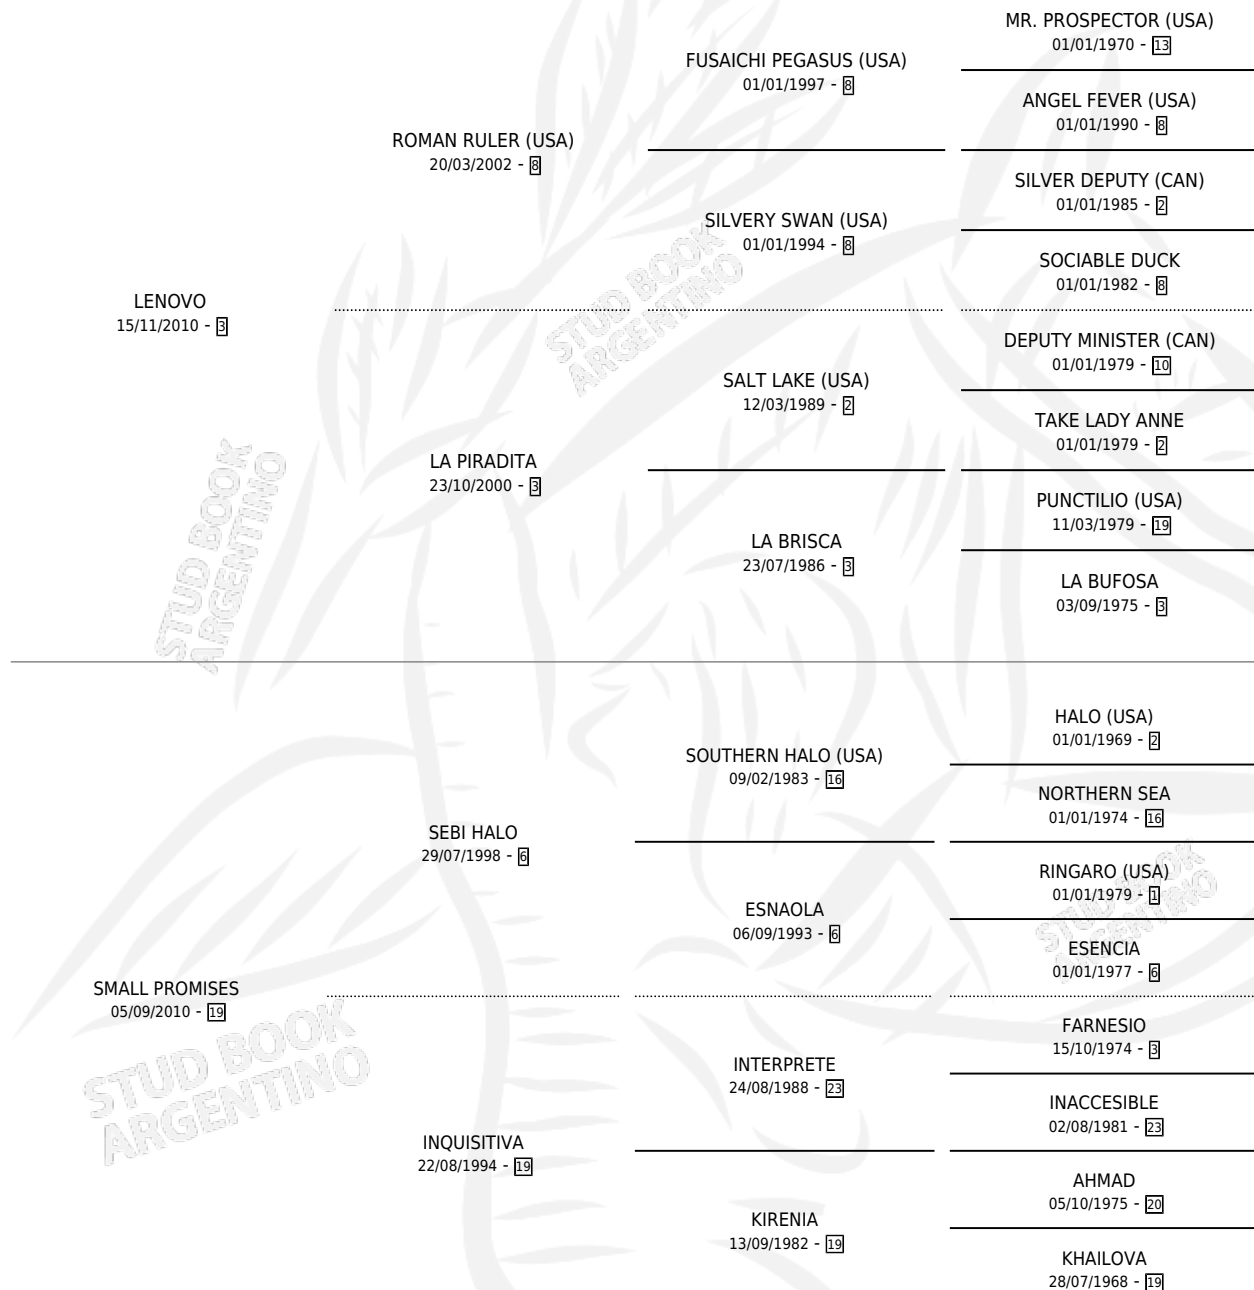 MR. PROSPECTOR (USA)
01/01/1970 - 13
FUSAICHI PEGASUS (USA)
01/01/1997 - 8
ANGEL FEVER (USA)
01/01/1990 - 8
ROMAN RULER (USA)
20/03/2002 - 8
SILVER DEPUTY (CAN)
01/01/1985 - 2
SILVERY SWAN (USA)
01/01/1994 - 8
SOCIABLE DUCK
01/01/1982 - 8
STUD BOOK
ARGENTINO
LENOVO
15/11/2010 - 3
DEPUTY MINISTER (CAN)
01/01/1979 - 10
SALT LAKE (USA)
12/03/1989 - 2
TAKE LADY ANNE
01/01/1979 - 2
LA PIRADITA
23/10/2000 - 3
PUNCTILIO (USA)
11/03/1979 - 19
LA BRISCA
23/07/1986 - 3
LA BUFOSA
03/09/1975 - 3
STUD BOOK
ARGENTINO
HALO (USA)
01/01/1969 - 2
SOUTHERN HALO (USA)
09/02/1983 - 16
NORTHERN SEA
01/01/1974 - 16
SEBI HALO
29/07/1998 - 6
RINGARO (USA)
01/01/1979 - 1
ESNAOLA
06/09/1993 - 6
ESENCIA
01/01/1977 - 6
STUD BOOK
ARGENTINO
SMALL PROMISES
05/09/2010 - 19
FARNESIO
15/10/1974 - 3
INTERPRETE
24/08/1988 - 23
INACCESIBLE
02/08/1981 - 23
STUD BOOK
ARGENTINO
INQUISITIVA
22/08/1994 - 19
AHMAD
05/10/1975 - 20
KIRENIA
13/09/1982 - 19
KHAILOVA
28/07/1968 - 19